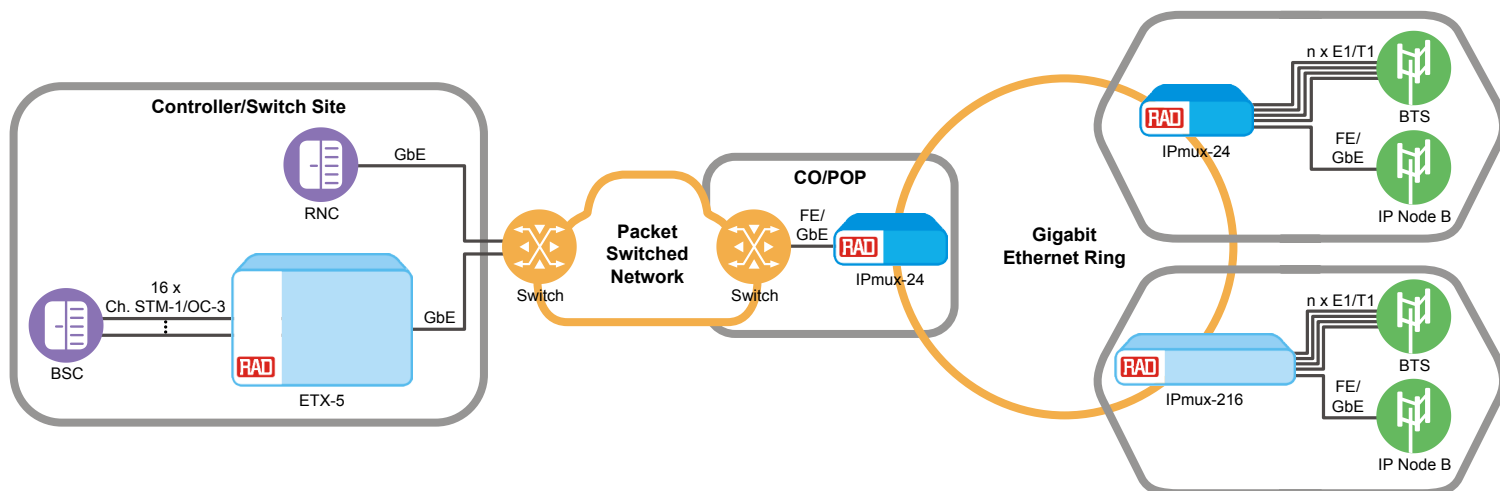 Controller/Switch Site
GbE
RNC
16 x
Ch. STM-1/OC-3
BSC
RAD
ETX-5
GbE
Switch
Packet
Switched
Network
CO/POP
Switch
FE/
GbE
RAD
IPmux-24
Gigabit
Ethernet Ring
n x E1/T1
BTS
RAD
IPmux-24
FE/
GbE
IP Node B
n x E1/T1
BTS
RAD
IPmux-216
FE/
GbE
IP Node B